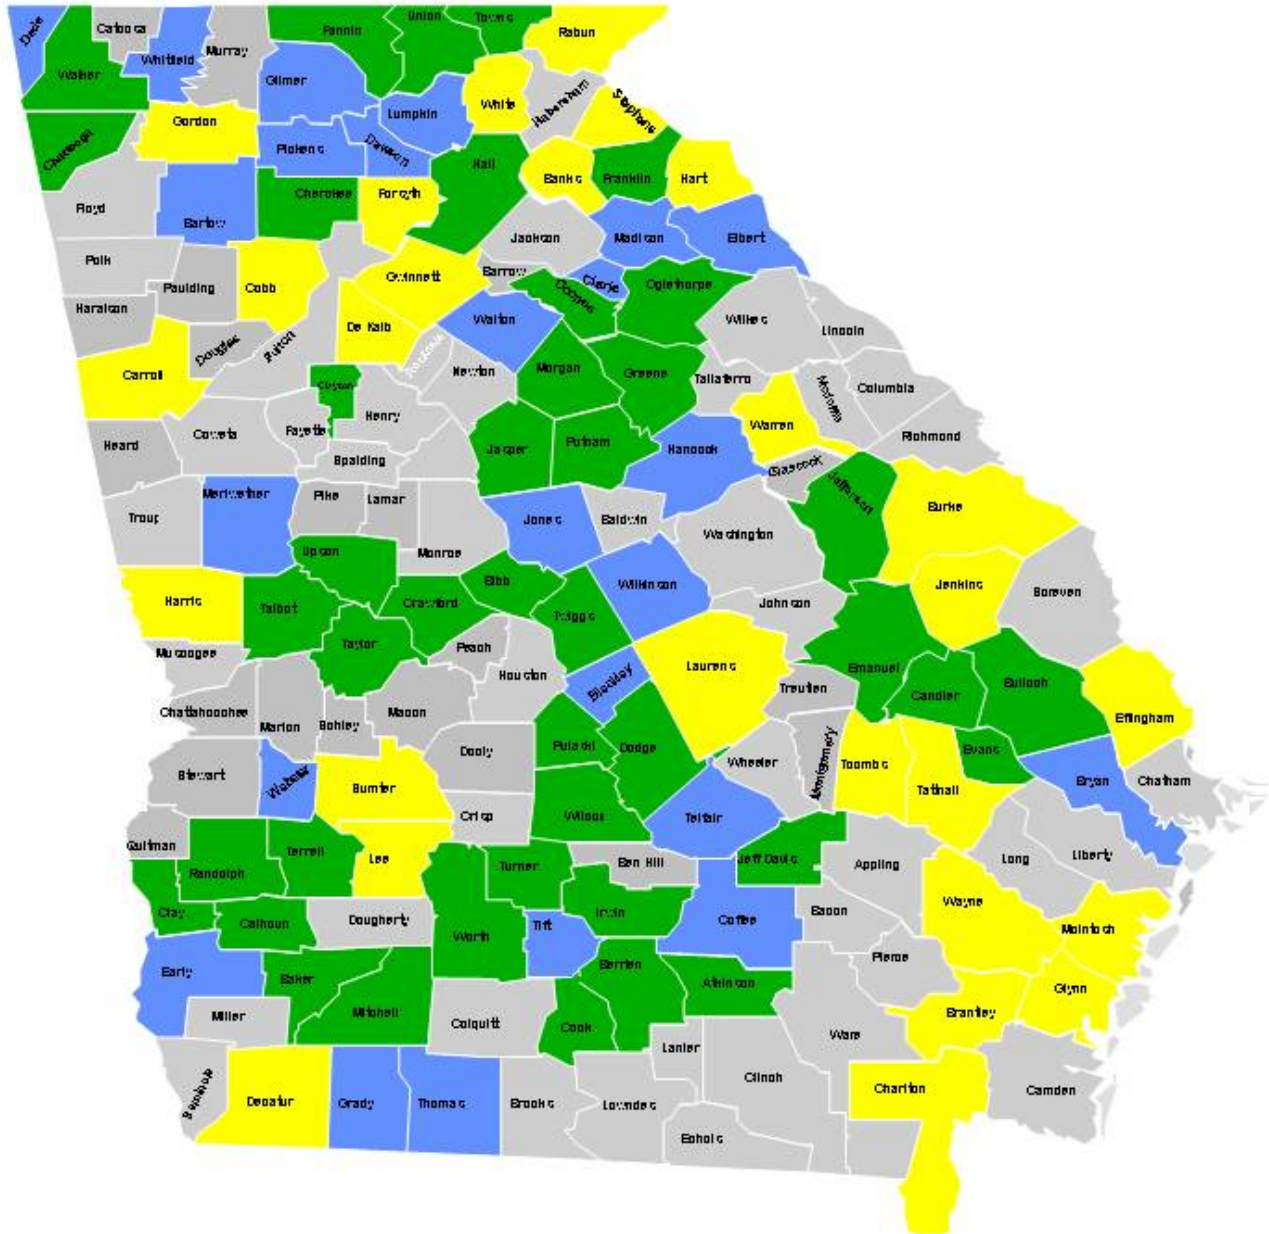 Dade
Catoosa
Fannin
Union
Towns
Rabun
Walker
Whitfield
Murray
Gilmer
White
Habersham
Stephens
Lumpkin
Chattooga
Gordon
Pickens
Dawson
Hall
Banks
Franklin
Hart
Floyd
Bartow
Cherokee
Forsyth
Jackson
Madison
Elbert
Polk
Paulding
Cobb
Gwinnett
Barrow
Clarke
Oconee
Oglethorpe
Haralson
Douglas
Fulton
De Kalb
Rockdale
Walton
Wilkes
Lincoln
Carroll
Clayton
Henry
Newton
Morgan
Greene
Taliaferro
McDuffie
Columbia
Heard
Coweta
Fayette
Spalding
Jasper
Putnam
Hancock
Warren
Richmond
Glascock
Troup
Meriwether
Pike
Lamar
Monroe
Jones
Baldwin
Washington
Jefferson
Burke
Upson
Bibb
Wilkinson
Johnson
Jenkins
Screven
Harris
Talbot
Crawford
Twiggs
Taylor
Peach
Houston
Bleckley
Laurens
Treutlen
Emanuel
Candler
Bulloch
Effingham
Muscogee
Chattahoochee
Marion
Schley
Macon
Dooly
Pulaski
Dodge
Wheeler
Montgomery
Toombs
Tattnall
Evans
Bryan
Chatham
Stewart
Webster
Sumter
Crisp
Wilcox
Telfair
Quitman
Randolph
Terrell
Lee
Turner
Ben Hill
Jeff Davis
Appling
Long
Liberty
Clay
Calhoun
Dougherty
Worth
Tift
Irwin
Coffee
Bacon
Wayne
McIntosh
Early
Baker
Mitchell
Berrien
Atkinson
Pierce
Glynn
Miller
Colquitt
Cook
Lanier
Ware
Brantley
Seminole
Decatur
Grady
Thomas
Brooks
Lowndes
Clinch
Echols
Charlton
Camden